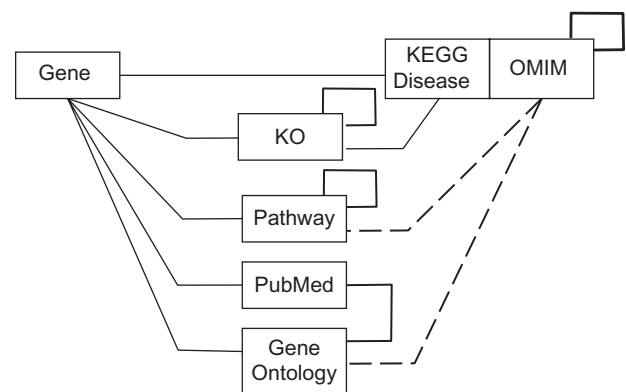 KEGG
Disease
OMIM
Gene
KO
Pathway
PubMed
Gene
Ontology